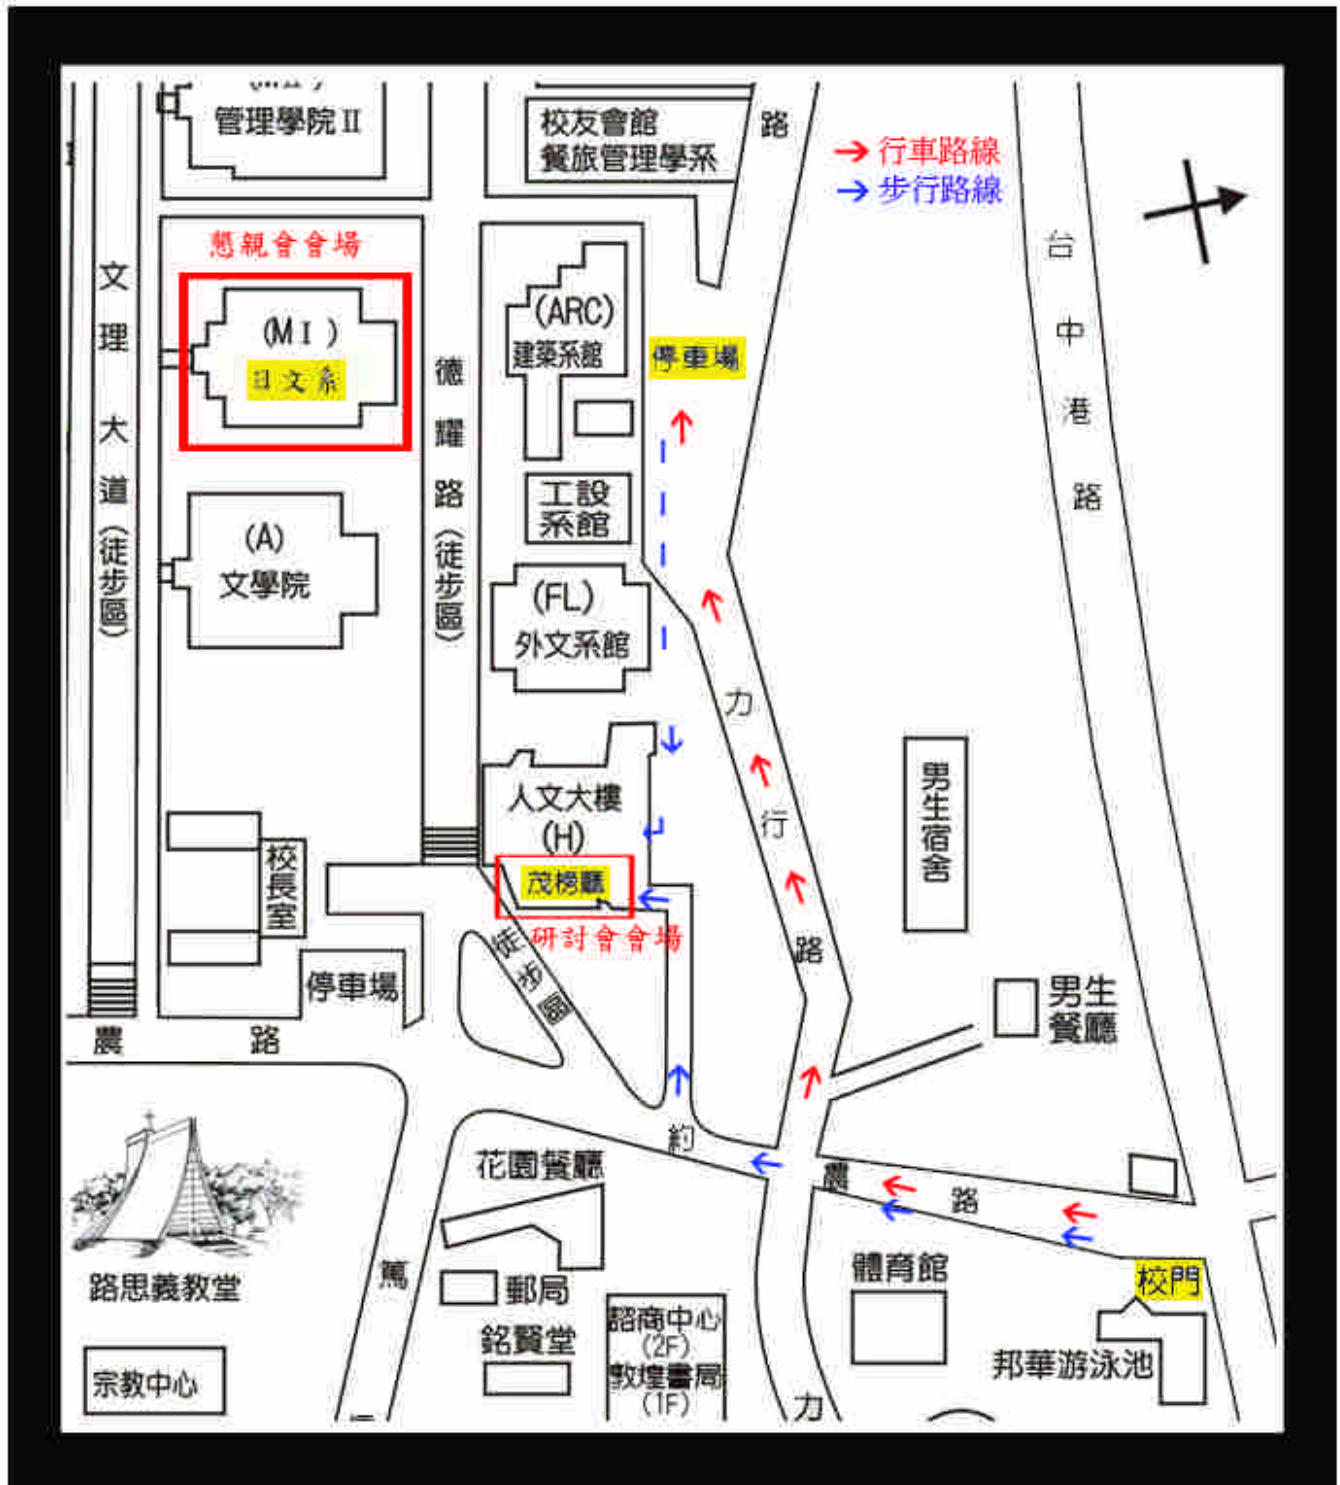 管理學院 II
校友會館
餐旅管理學系
路
行車路線
步行路線
懇親會會場
(M I )
日文系
(ARC)
建築系館
停車場
台中港路
文理大道(徒步區)
德耀路(徒步區)
工設
系館
(A)
文學院
(FL)
外文系館
力行路
男生宿舍
人文大樓
(H)
茂榜廳
研討會會場
校長室
徒步區
停車場
男生
餐廳
農路
約
農路
花園餐廳
體育館
校門
路思義教堂
篤
郵局
銘賢堂
諮商中心
(2F)
敦煌書局
(1F)
邦華游泳池
宗教中心
力